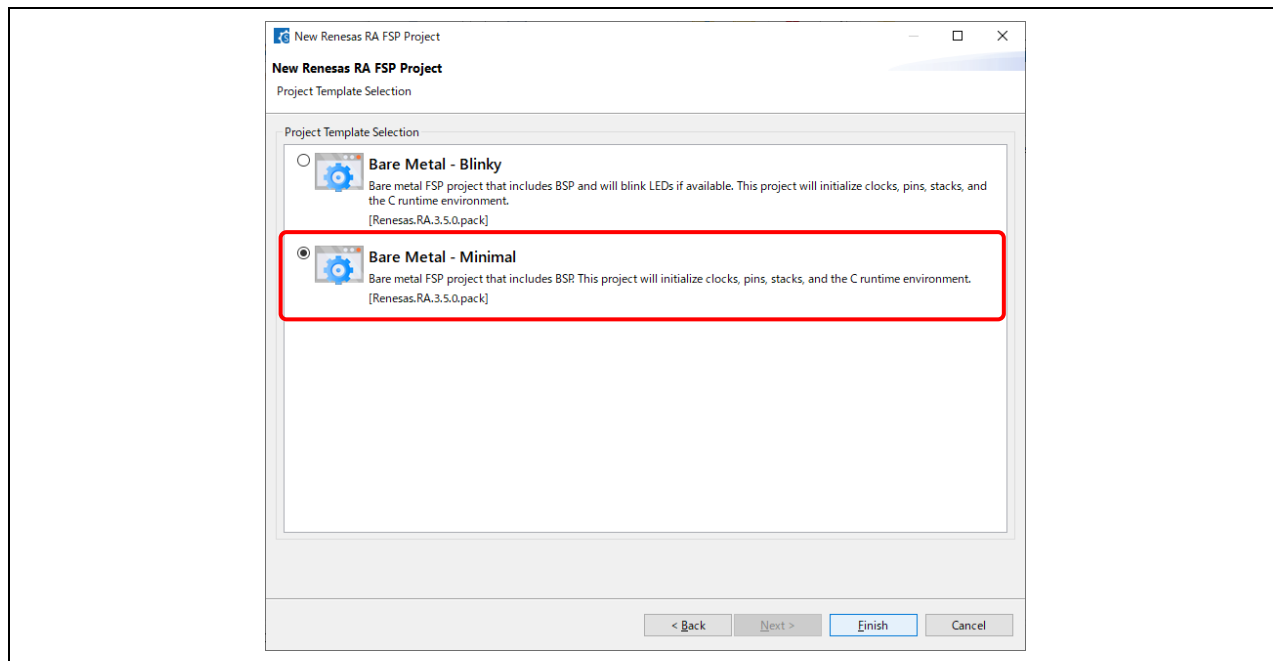 New Renesas RA FSP Project
New Renesas RA FSP Project
Project Template Selection
Project Template Selection
Bare Metal - Blinky
Bare metal FSP project that includes BSP and will blink LEDs if available. This project will initialize clocks, pins, stacks, and
the C runtime environment.
[Renesas.RA.3.5.0.pack]
Bare Metal - Minimal
Bare metal FSP project that includes BSP. This project will initialize clocks, pins, stacks, and the C runtime environment.
[Renesas.RA.3.5.0.pack]
< Back Next > Finish Cancel